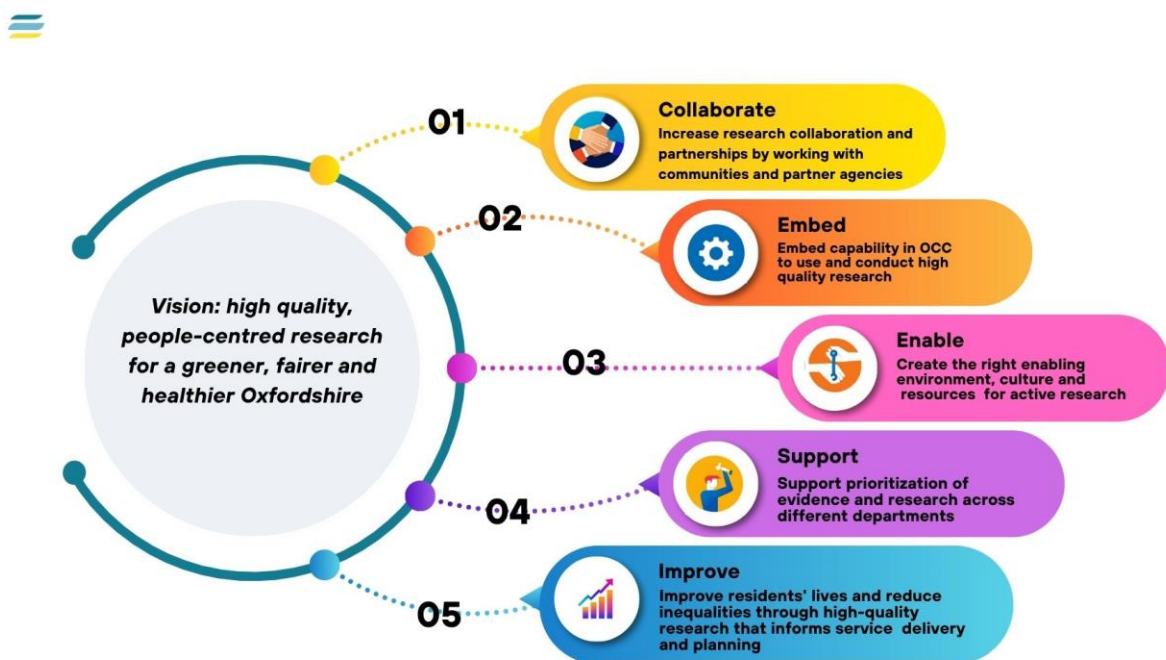 Vision: high quality,
people-centred research
for a greener, fairer and
healthier Oxfordshire
01
Collaborate
Increase research collaboration and
partnerships by working with
communities and partner agencies
02
Embed
Embed capability in OCC
to use and conduct high
quality research
03
Enable
Create the right enabling
environment, culture and
resources for active research
04
Support
Support prioritization of
evidence and research across
different departments
05
Improve
Improve residents' lives and reduce
inequalities through high-quality
research that informs service delivery
and planning